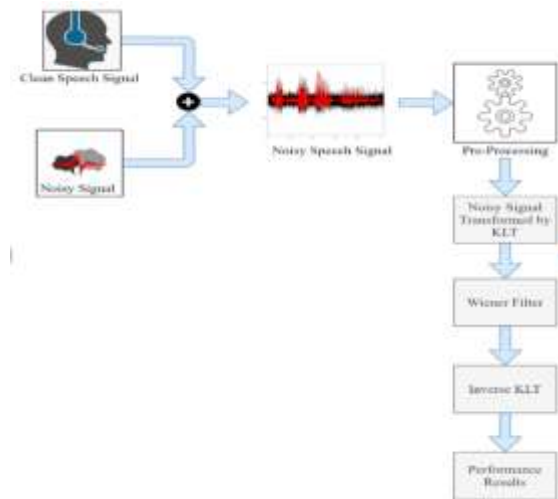 Clean Speech Signal
Noisy Signal
Noisy Speech Signal
Pre-Processing
Noisy Signal
Transformed by
KLT
Wiener Filter
Inverse KLT
Performance
Results